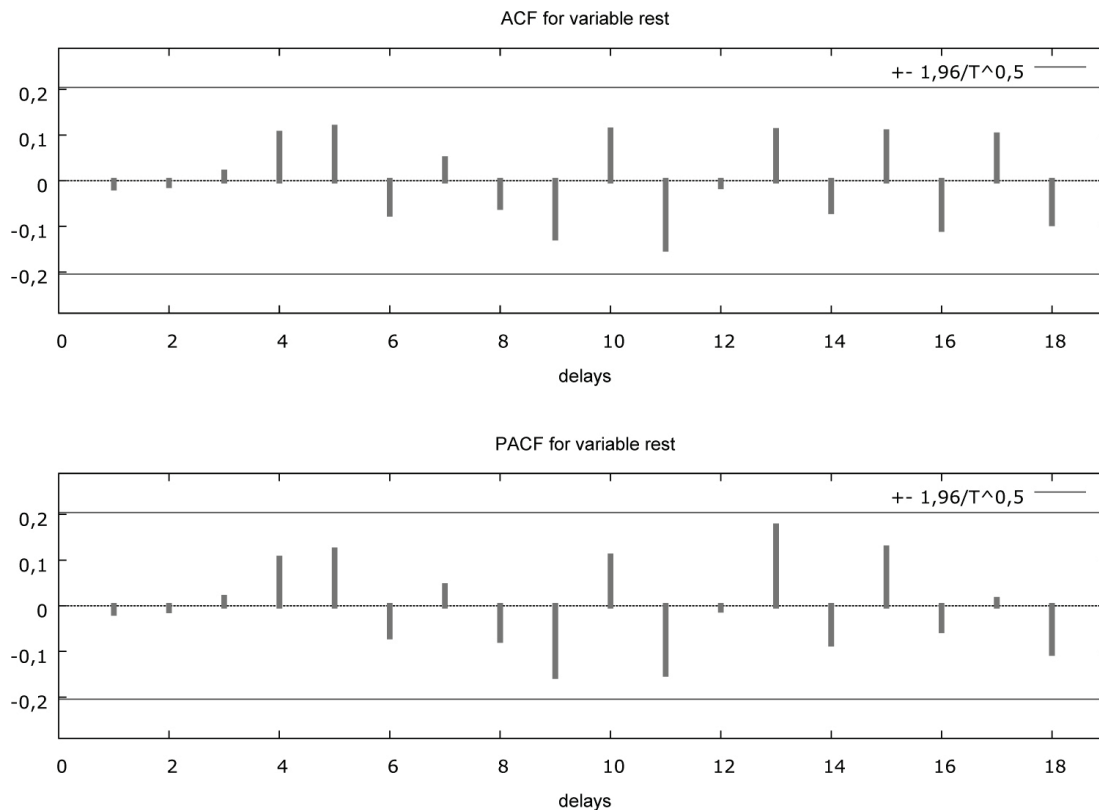 ACF for variable rest
+- 1,96/T^0,5
0,2
0,1
0
-0,1
-0,2
0 2 4 6 8 10 12 14 16 18
delays
PACF for variable rest
+- 1,96/T^0,5
0,2
0,1
0
-0,1
-0,2
0 2 4 6 8 10 12 14 16 18
delays